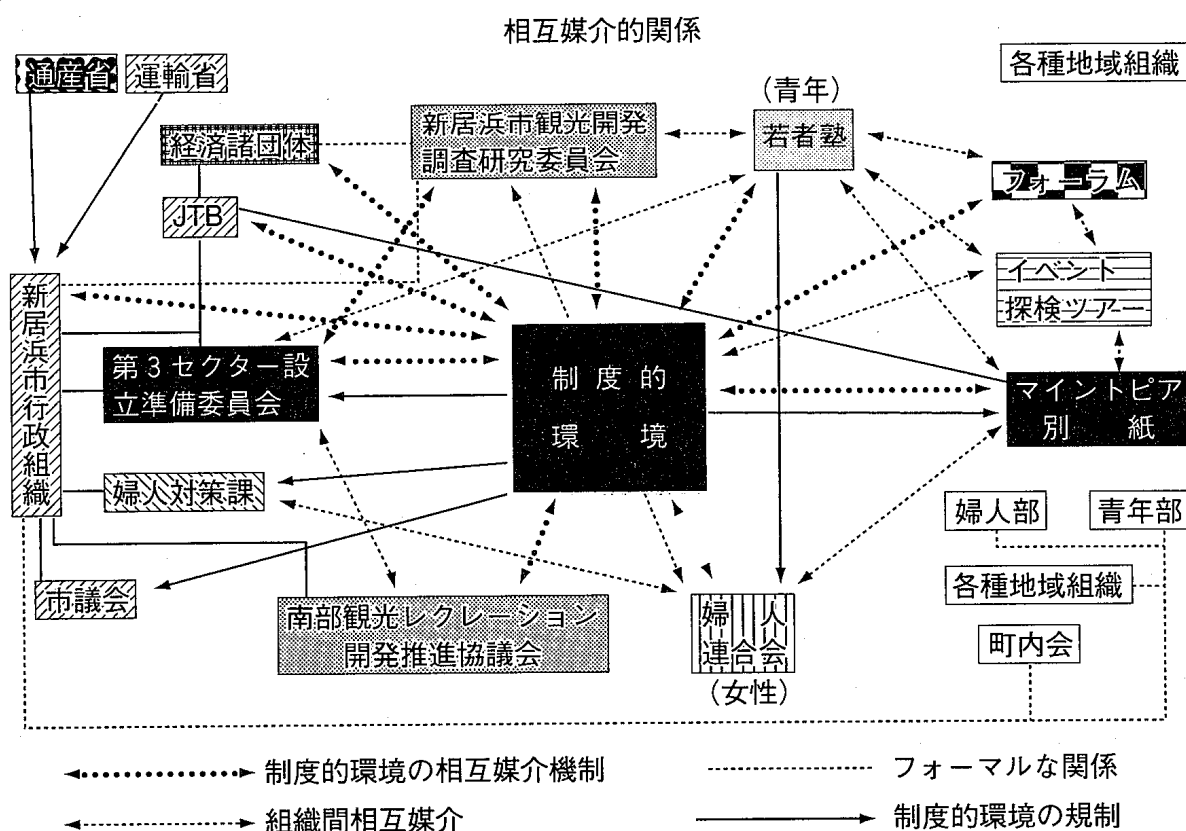 相互媒介的関係
通産省
運輸省
各種地域組織
経済諸団体
新居浜市観光開発
調査研究委員会
(青年)
若者塾
フォーラム
JTB
イベント
探検ツアー
新居浜市行政組織
第3セクター設
立準備委員会
制度的
環境
マイントピア
別紙
婦人対策課
婦人部
青年部
市議会
各種地域組織
南部観光レクレーション
開発推進協議会
婦人
連合会
(女性)
町内会
制度的環境の相互媒介機制
フォーマルな関係
組織間相互媒介
制度的環境の規制